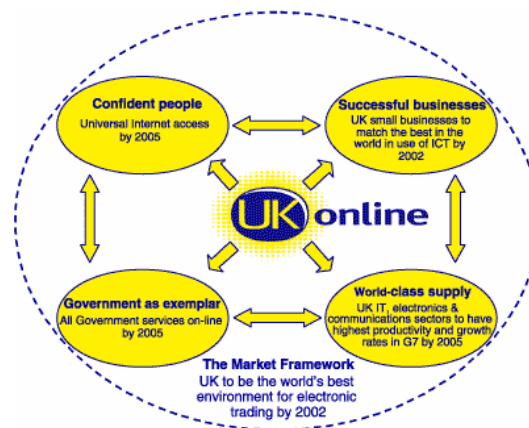 Confident people
Universal Internet access
by 2005
Successful businesses
UK small businesses to
match the best in the
world in use of ICT by
2002
UK online
Government as exemplar
All Government services on-line
by 2005
World-class supply
UK IT, electronics &
communications sectors to have
highest productivity and growth
rates in G7 by 2005
The Market Framework
UK to be the world's best
environment for electronic
trading by 2002